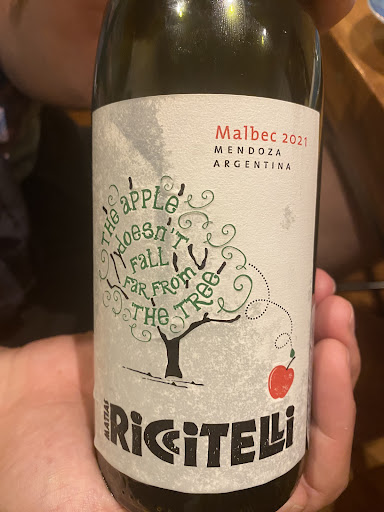 Malbec 2021
MENDOZA
ARGENTINA
THE APPLE
doesn't
FALL
FAR FROM
THE TREE
MATIAS
RICCITELLI